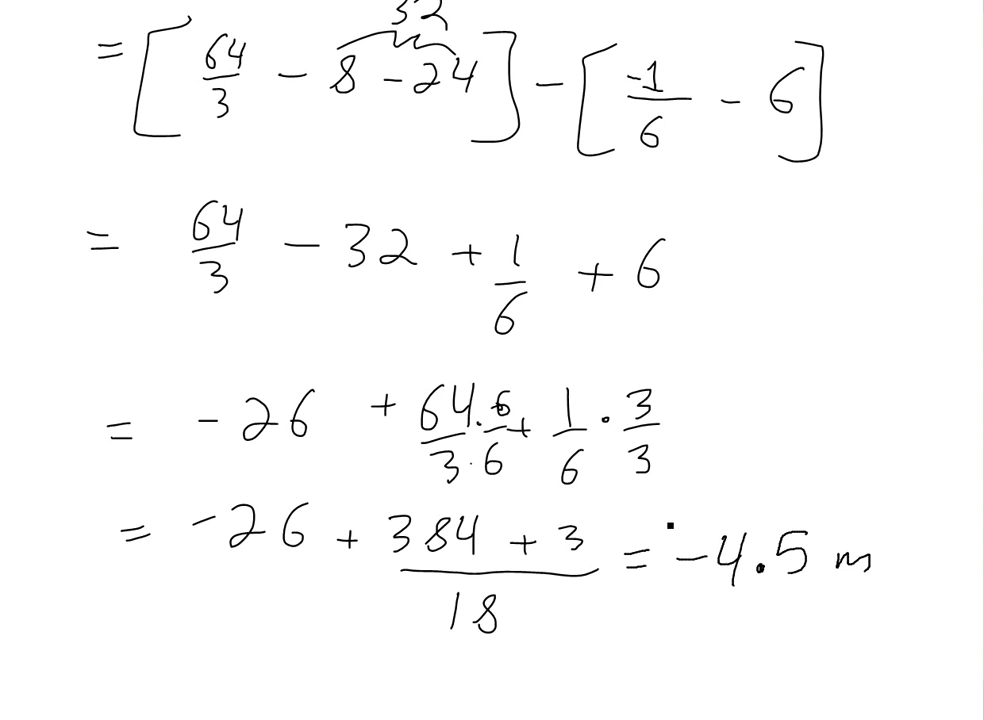 32
= [ 64/3 - 8 - 24 ] - [ -1/6 - 6 ]
= 64/3 - 32 + 1/6 + 6
= - 26 + 64/3 · 6/6 + 1/6 · 3/3
= - 26 + (384 + 3)/18 = -4.5 m